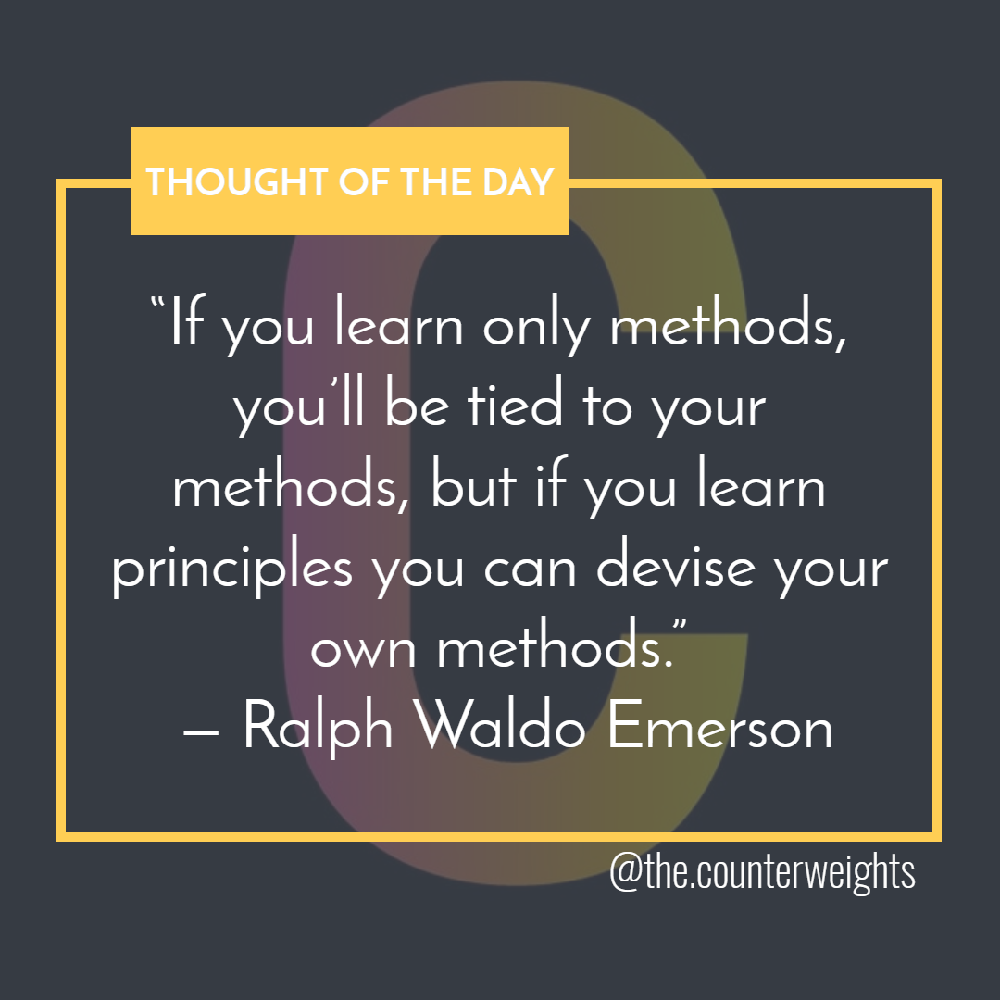 THOUGHT OF THE DAY
“If you learn only methods,
you’ll be tied to your
methods, but if you learn
principles you can devise your
own methods.”
— Ralph Waldo Emerson
@the.counterweights